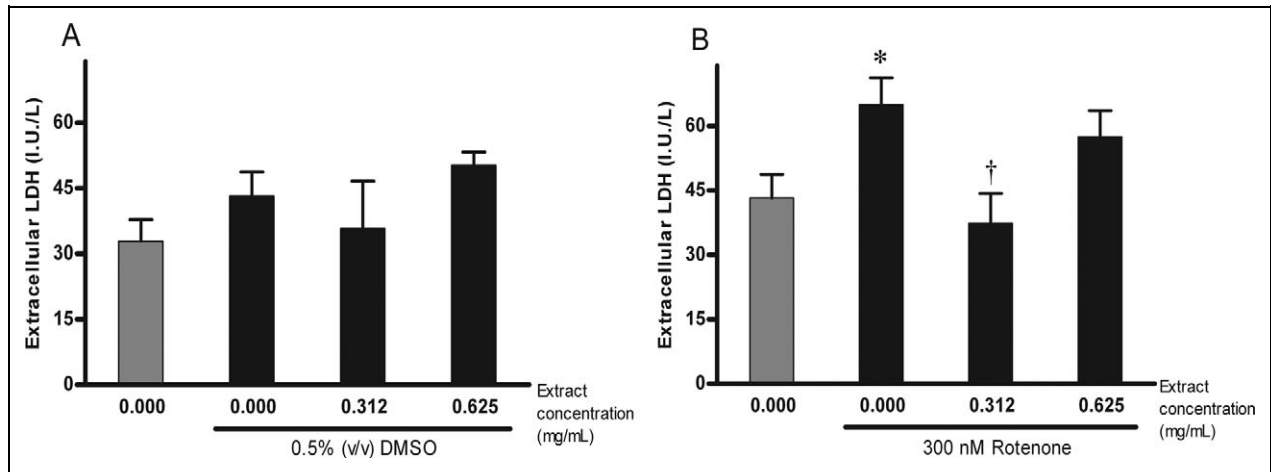 A
Extracellular LDH (I.U./L)
60
45
30
15
0
0.000 0.000 0.312 0.625
Extract
concentration
(mg/mL)
0.5% (v/v) DMSO
B
Extracellular LDH (I.U./L)
60
45
30
15
0
*
†
0.000 0.000 0.312 0.625
Extract
concentration
(mg/mL)
300 nM Rotenone